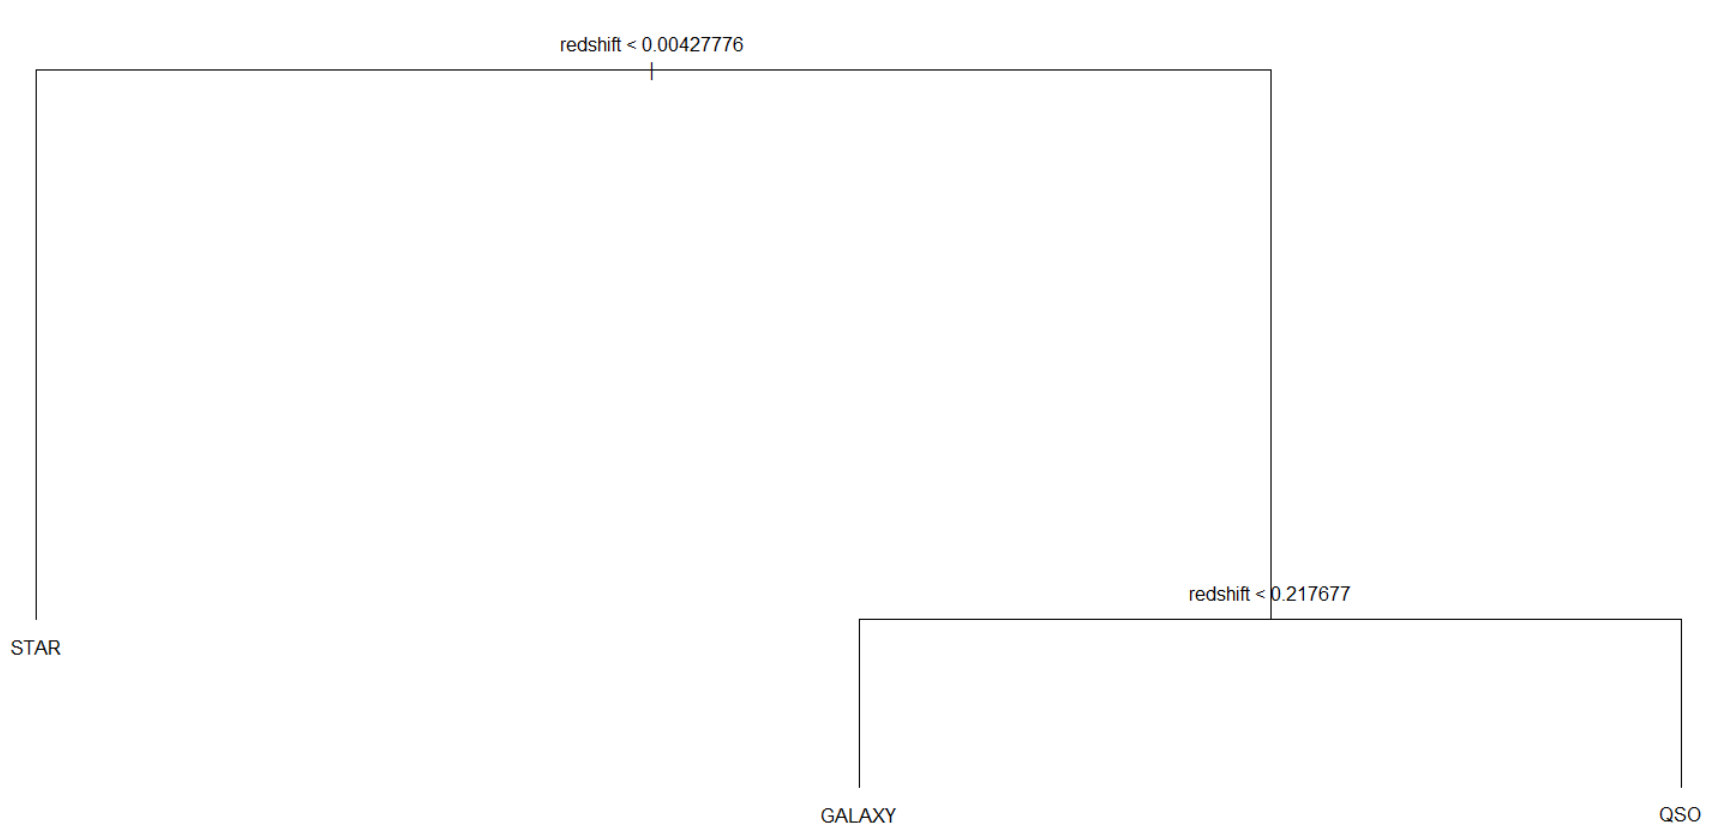 redshift < 0.00427776
redshift < 0.217677
STAR
GALAXY
QSO